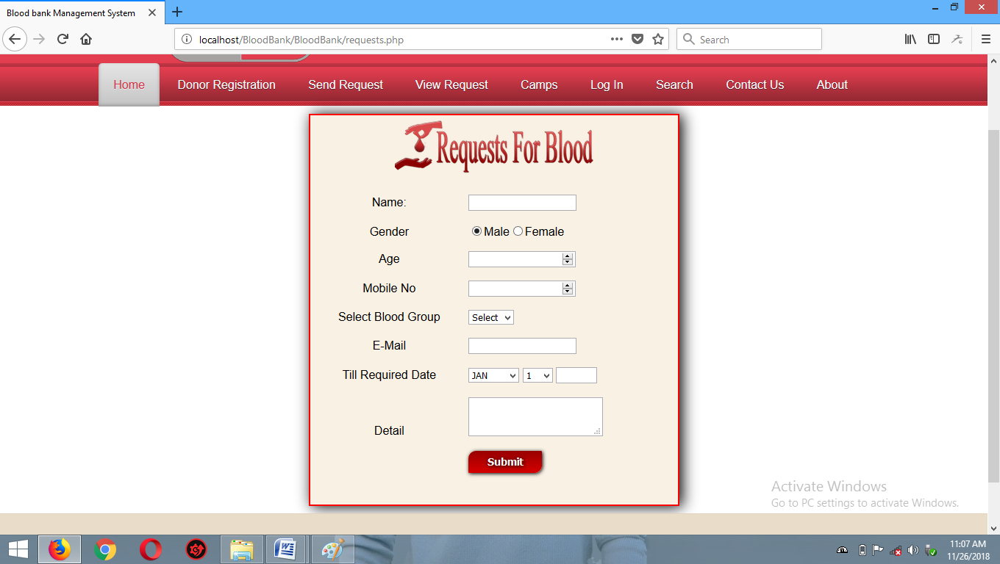 Blood bank Management System
localhost/BloodBank/BloodBank/requests.php
Search
Home Donor Registration Send Request View Request Camps Log In Search Contact Us About
Requests For Blood
Name:
Gender Male Female
Age
Mobile No
Select Blood Group Select
E-Mail
Till Required Date JAN 1
Detail
Submit
Activate Windows
Go to PC settings to activate Windows.
11:07 AM
11/26/2018